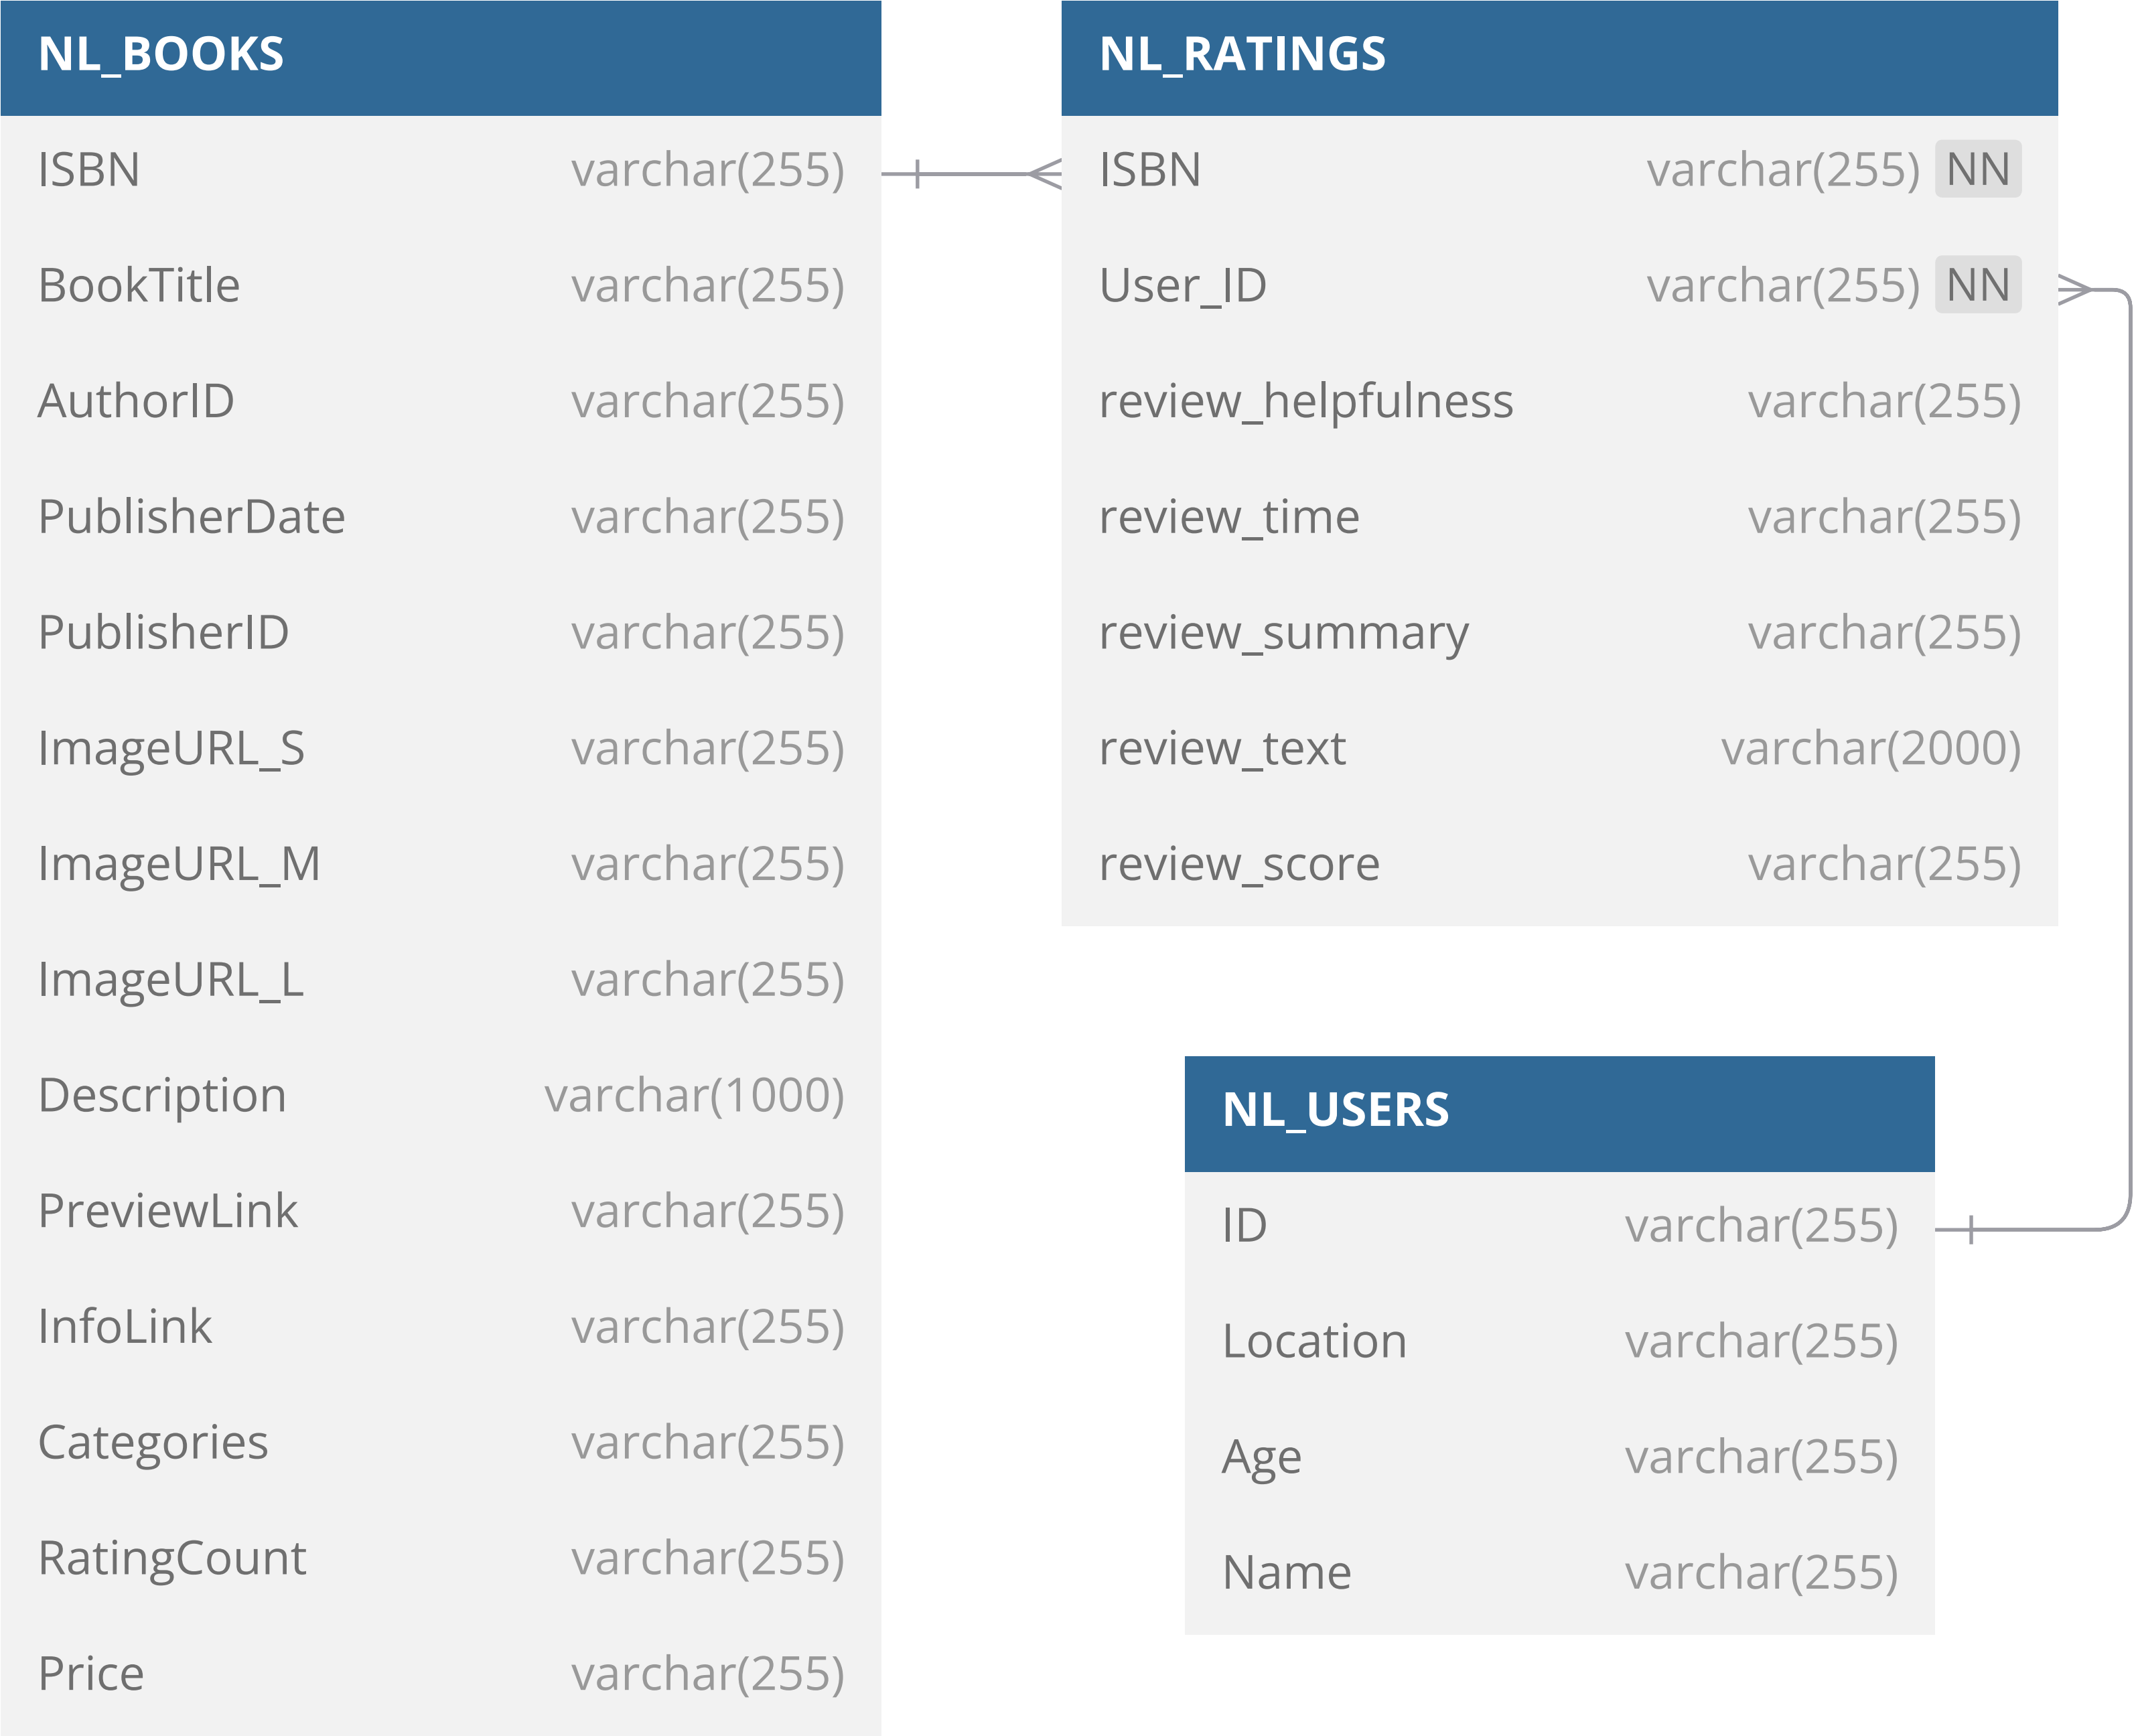 NL_BOOKS
ISBN varchar(255)
BookTitle varchar(255)
AuthorID varchar(255)
PublisherDate varchar(255)
PublisherID varchar(255)
ImageURL_S varchar(255)
ImageURL_M varchar(255)
ImageURL_L varchar(255)
Description varchar(1000)
PreviewLink varchar(255)
InfoLink varchar(255)
Categories varchar(255)
RatingCount varchar(255)
Price varchar(255)
NL_RATINGS
ISBN varchar(255) NN
User_ID varchar(255) NN
review_helpfulness varchar(255)
review_time varchar(255)
review_summary varchar(255)
review_text varchar(2000)
review_score varchar(255)
NL_USERS
ID varchar(255)
Location varchar(255)
Age varchar(255)
Name varchar(255)